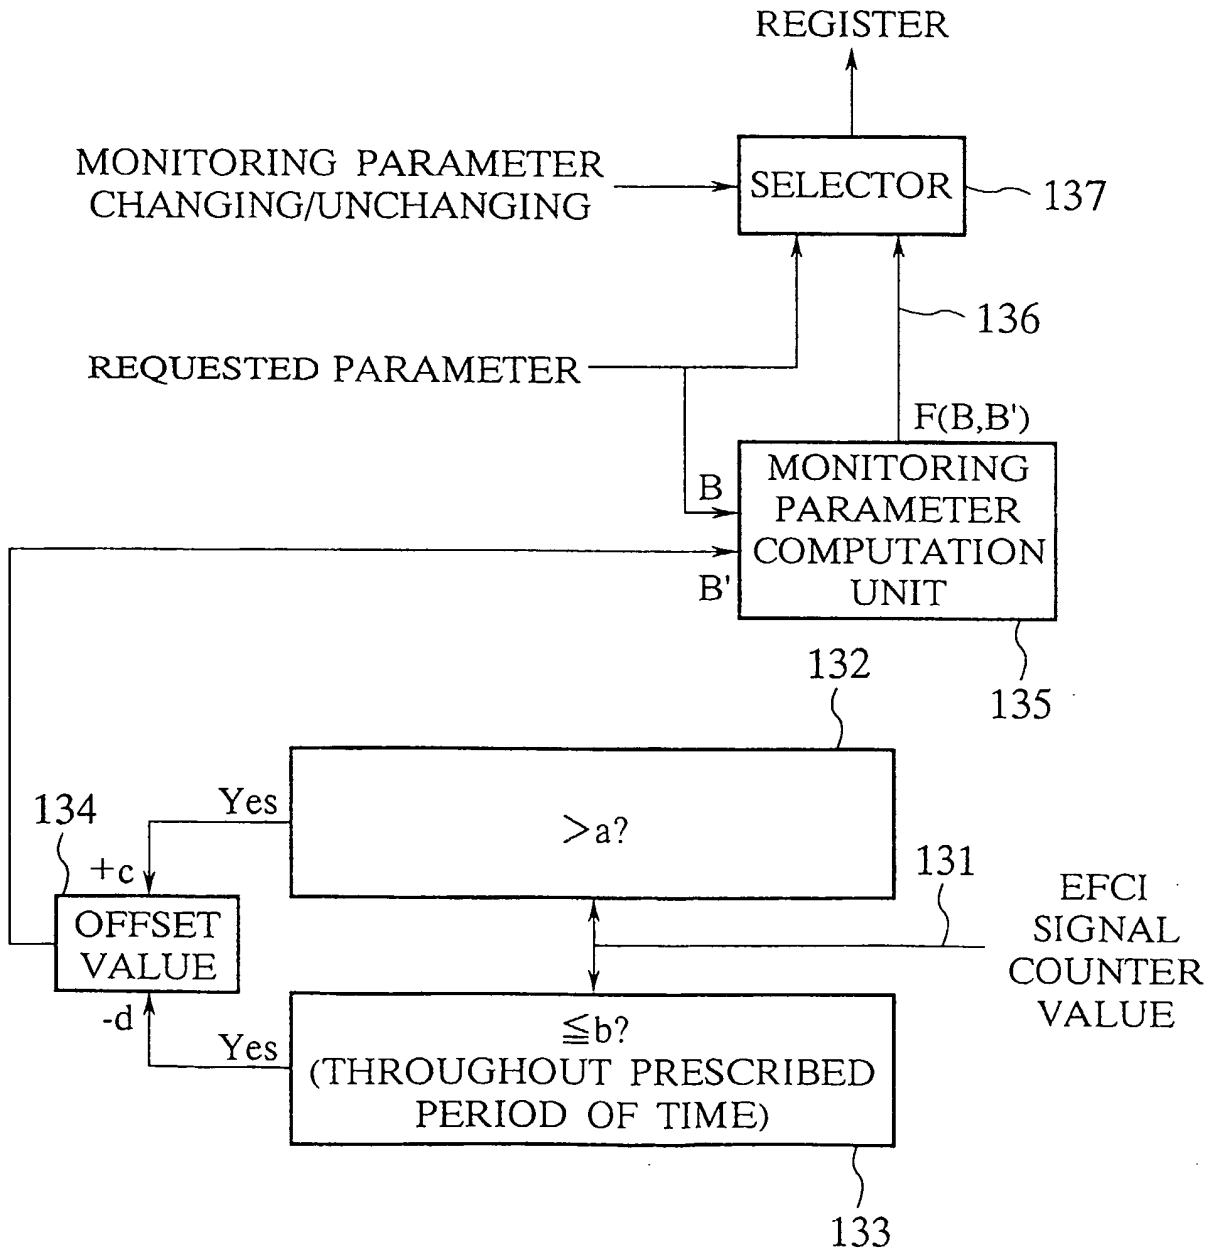 REGISTER
MONITORING PARAMETER
CHANGING/UNCHANGING
SELECTOR
137
136
REQUESTED PARAMETER
F(B,B')
B
B'
MONITORING
PARAMETER
COMPUTATION
UNIT
135
132
134
Yes
>a?
+c
131
OFFSET
VALUE
EFCI
SIGNAL
COUNTER
VALUE
-d
Yes
≦b?
(THROUGHOUT PRESCRIBED
PERIOD OF TIME)
133